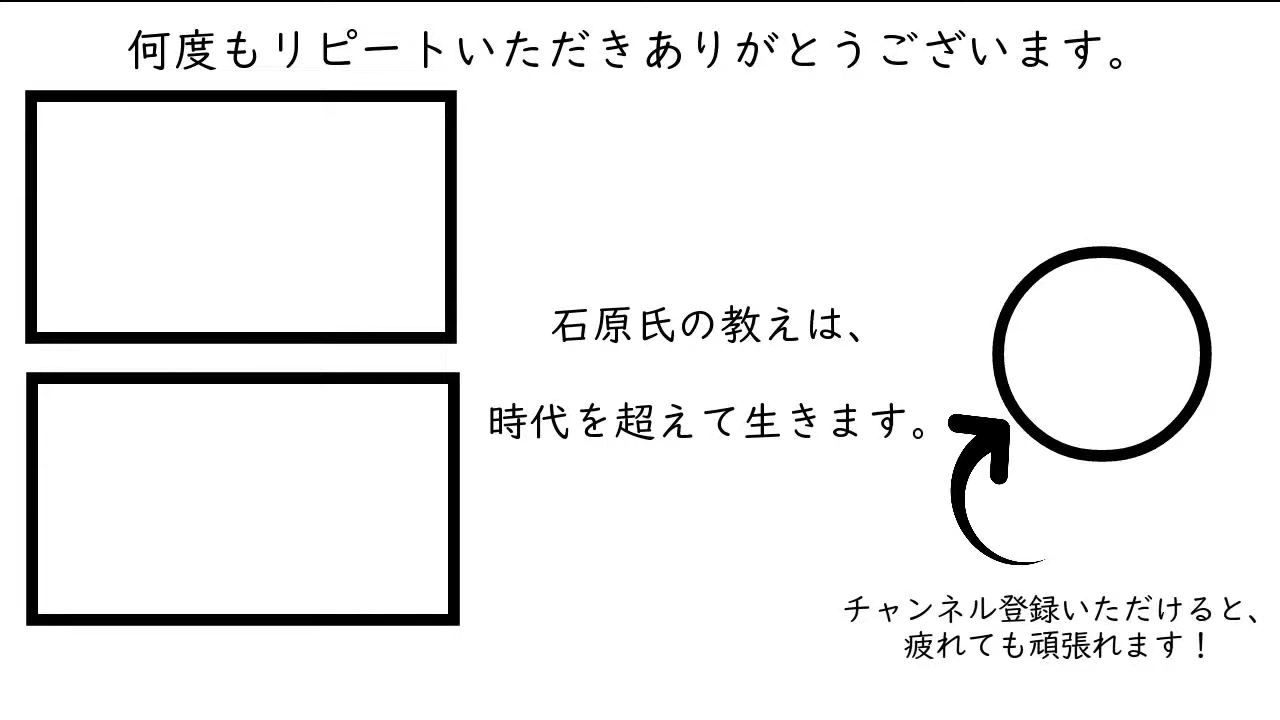 何度もリピートいただきありがとうございます。
石原氏の教えは、
時代を超えて生きます。
チャンネル登録いただけると、
疲れても頑張れます！